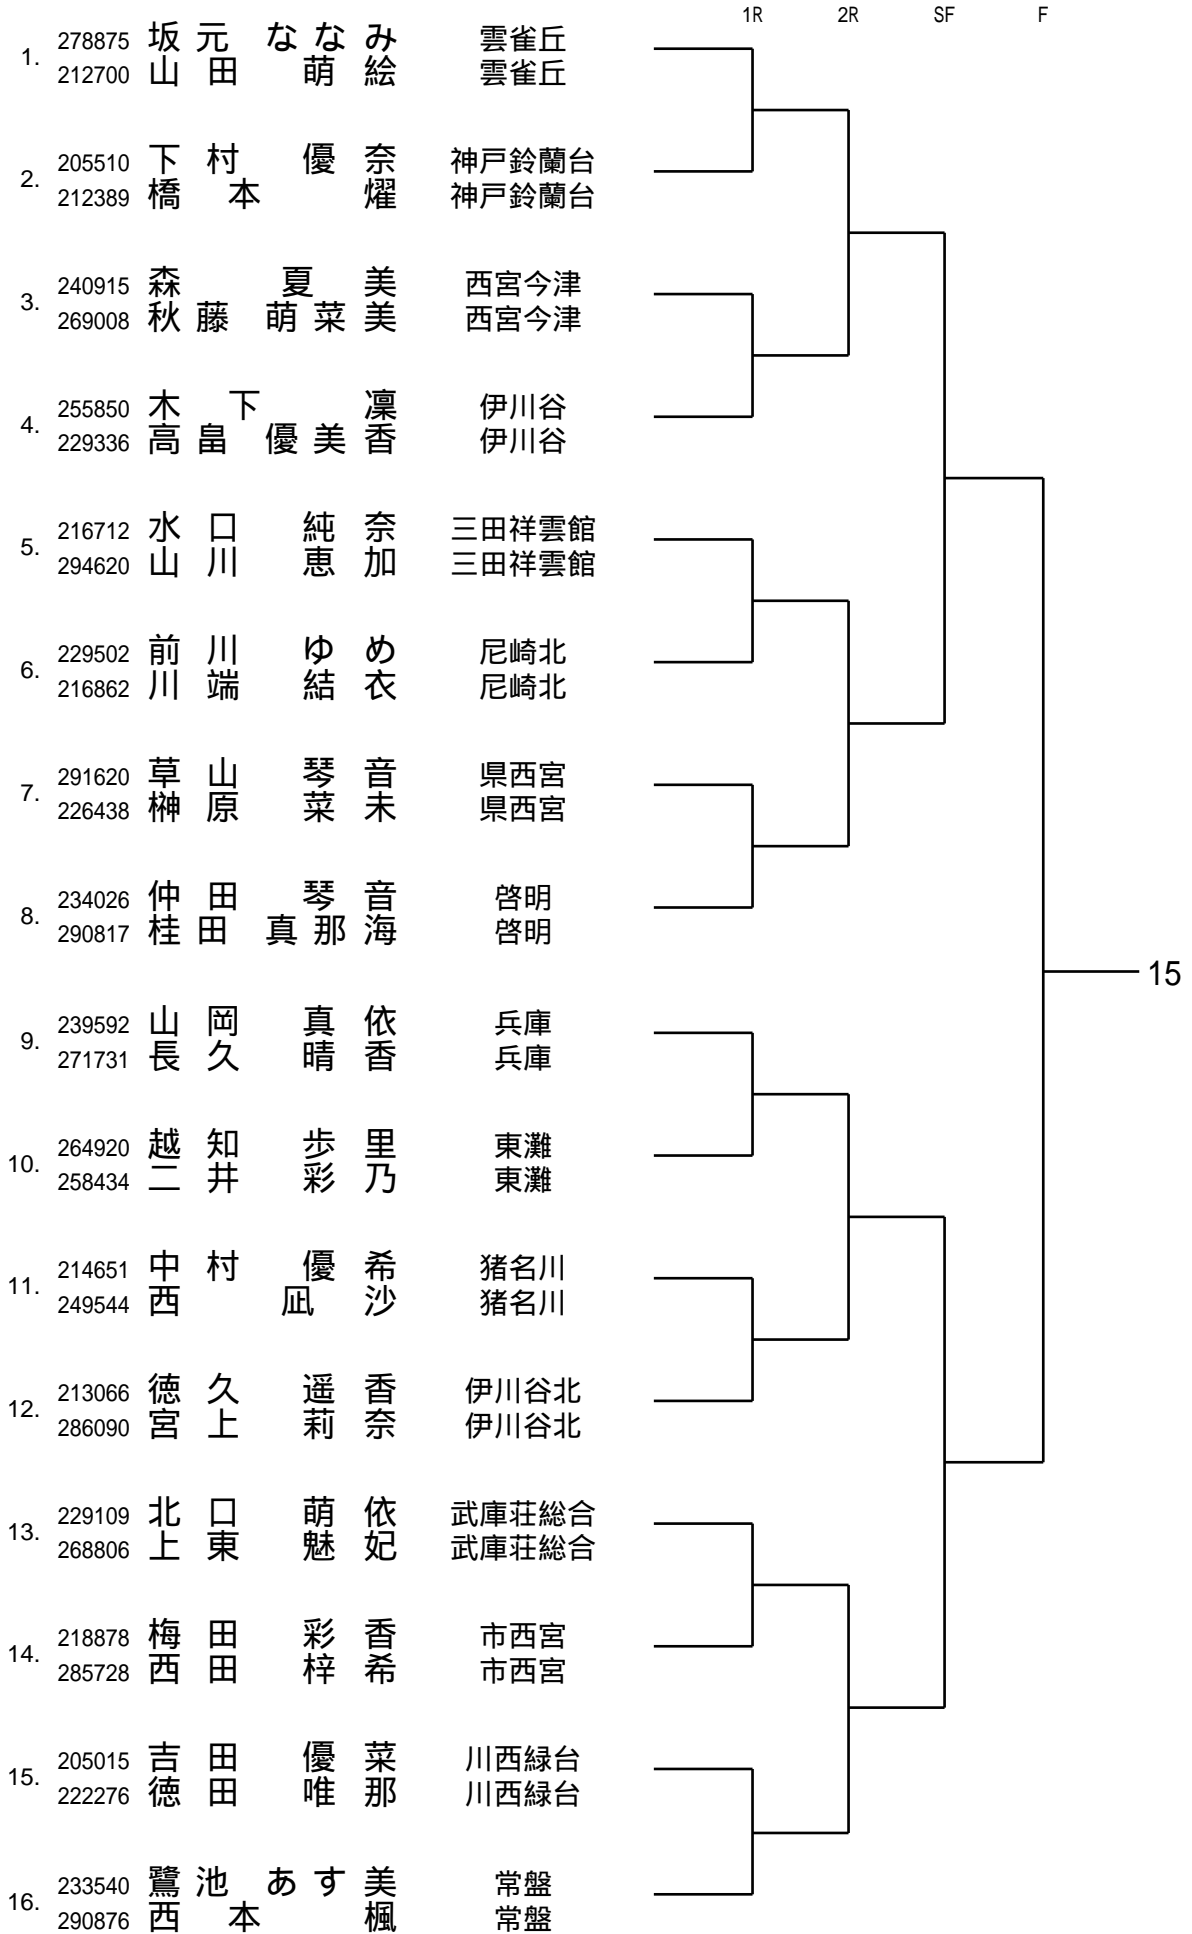 1R 2R SF F
1. 278875 坂元 ななみ 雲雀丘
212700 山田 萌絵 雲雀丘
2. 205510 下村 優奈 神戸鈴蘭台
212389 橋本 燿 神戸鈴蘭台
3. 240915 森 夏美 西宮今津
269008 秋藤 萌菜美 西宮今津
4. 255850 木下 凜 伊川谷
229336 高畠 優美香 伊川谷
5. 216712 水口 純奈 三田祥雲館
294620 山川 恵加 三田祥雲館
6. 229502 前川 ゆめ 尼崎北
216862 川端 結衣 尼崎北
7. 291620 草山 琴音 県西宮
226438 榊原 菜未 県西宮
8. 234026 仲田 琴音 啓明
290817 桂田 真那海 啓明
15
9. 239592 山岡 真依 兵庫
271731 長久 晴香 兵庫
10. 264920 越知 歩里 東灘
258434 二井 彩乃 東灘
11. 214651 中村 優希 猪名川
249544 西 凪沙 猪名川
12. 213066 徳久 遥香 伊川谷北
286090 宮上 莉奈 伊川谷北
13. 229109 北口 萌依 武庫荘総合
268806 上東 魅妃 武庫荘総合
14. 218878 梅田 彩香 市西宮
285728 西田 梓希 市西宮
15. 205015 吉田 優菜 川西緑台
222276 徳田 唯那 川西緑台
16. 233540 鷺池 あす美 常盤
290876 西本 楓 常盤